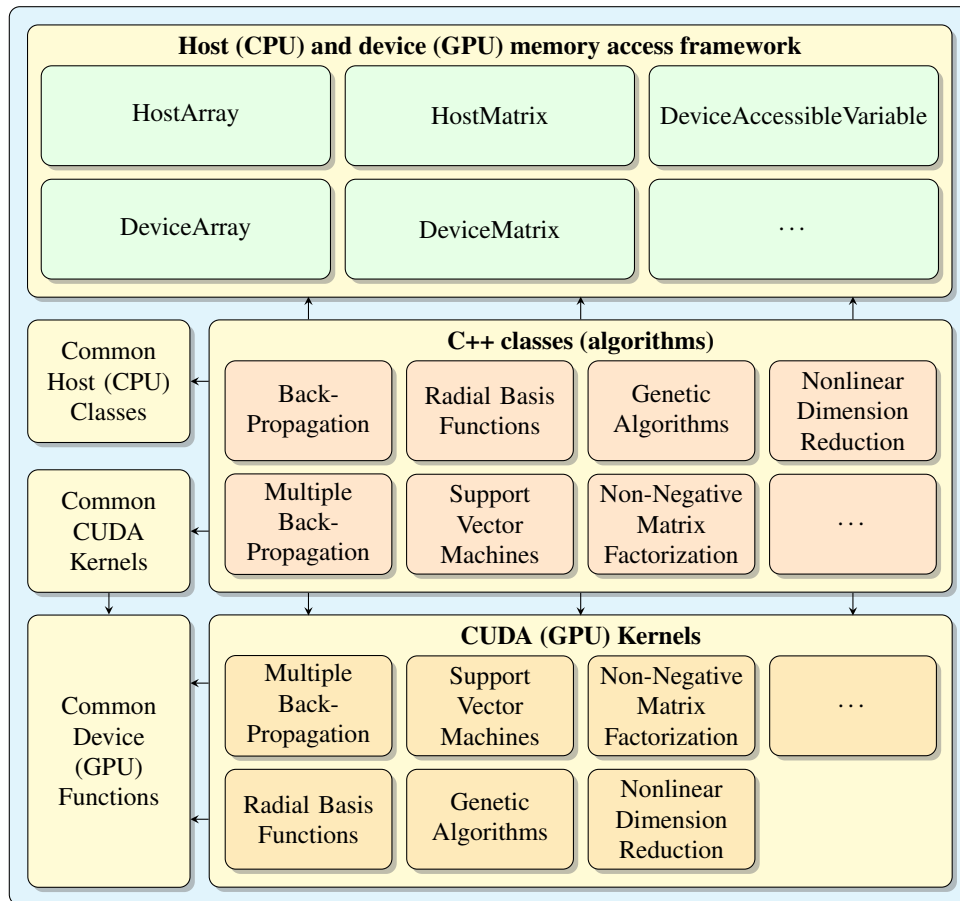 Host (CPU) and device (GPU) memory access framework
HostArray
HostMatrix
DeviceAccessibleVariable
DeviceArray
DeviceMatrix
···
Common
Host (CPU)
Classes
C++ classes (algorithms)
Back-
Propagation
Radial Basis
Functions
Genetic
Algorithms
Nonlinear
Dimension
Reduction
Common
CUDA
Kernels
Multiple
Back-
Propagation
Support
Vector
Machines
Non-Negative
Matrix
Factorization
···
Common
Device
(GPU)
Functions
CUDA (GPU) Kernels
Multiple
Back-
Propagation
Support
Vector
Machines
Non-Negative
Matrix
Factorization
···
Radial Basis
Functions
Genetic
Algorithms
Nonlinear
Dimension
Reduction